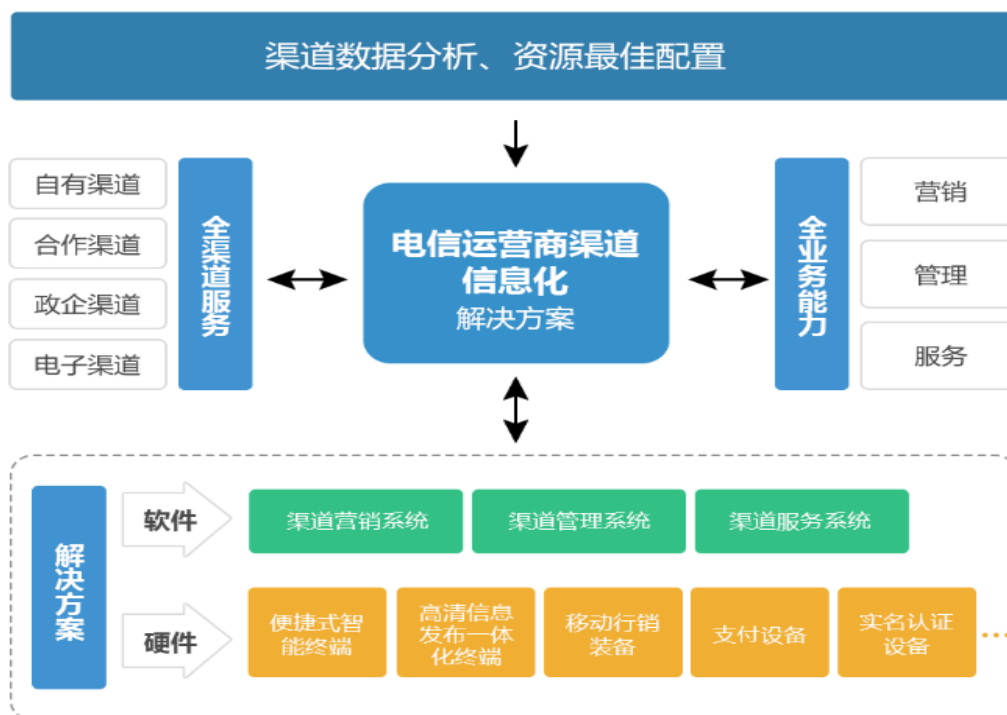 渠道数据分析、资源最佳配置
自有渠道
合作渠道
政企渠道
电子渠道
全渠道服务
电信运营商渠道
信息化
解决方案
全业务能力
营销
管理
服务
解决方案
软件
渠道营销系统
渠道管理系统
渠道服务系统
硬件
便捷式智
能终端
高清信息
发布一体
化终端
移动行销
装备
支付设备
实名认证
设备
…